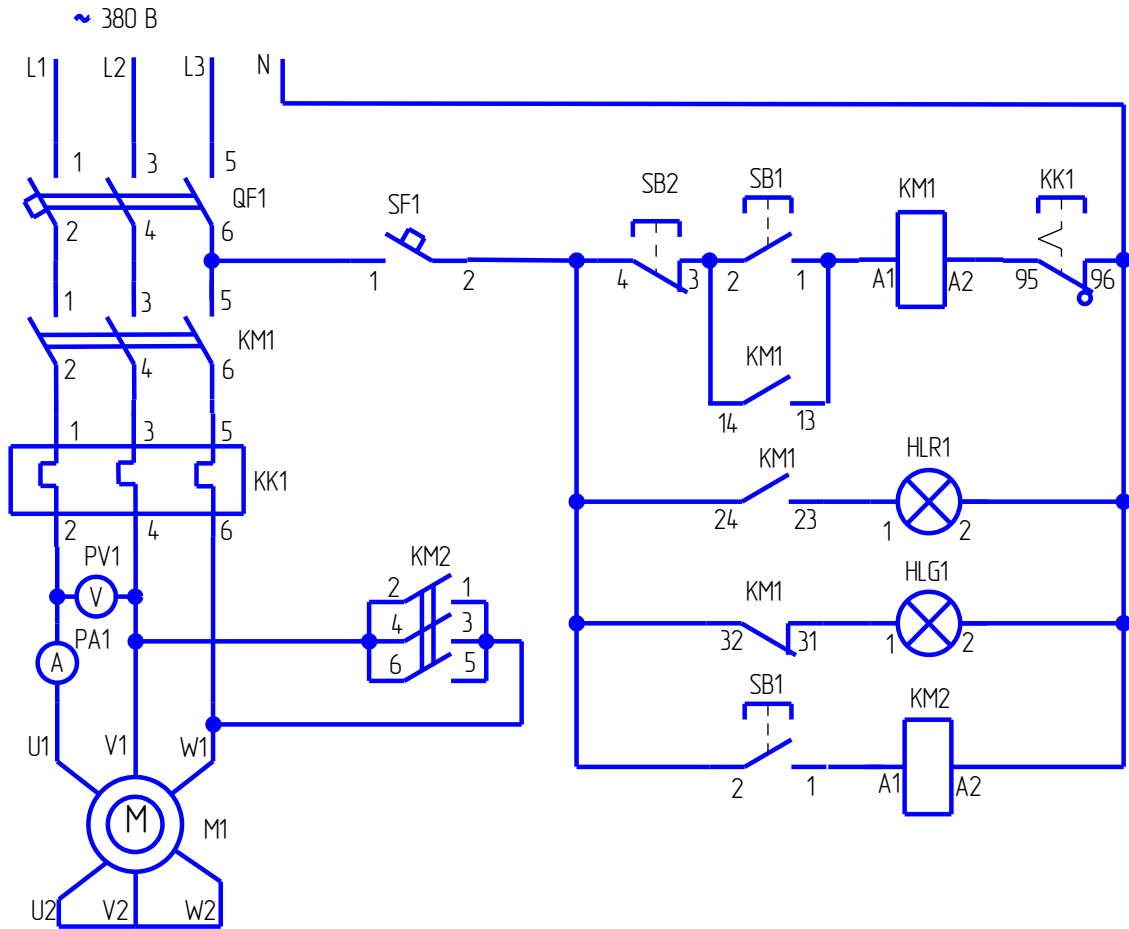 ~ 380 В
L1 L2 L3 N
1 3 5
QF1
2 4 6
SF1
1 2
SB2 SB1 KM1 KK1
4 3 2 1 A1 A2 95 96
1 3 5
KM1
2 4 6
KM1
14 13
1 3 5
KK1
2 4 6
KM1 HLR1
24 23 1 2
PV1
V
PA1
A
KM2
2 1
4 3
6 5
KM1 HLG1
32 31 1 2
SB1 KM2
2 1 A1 A2
U1 V1 W1
M
M1
U2 V2 W2